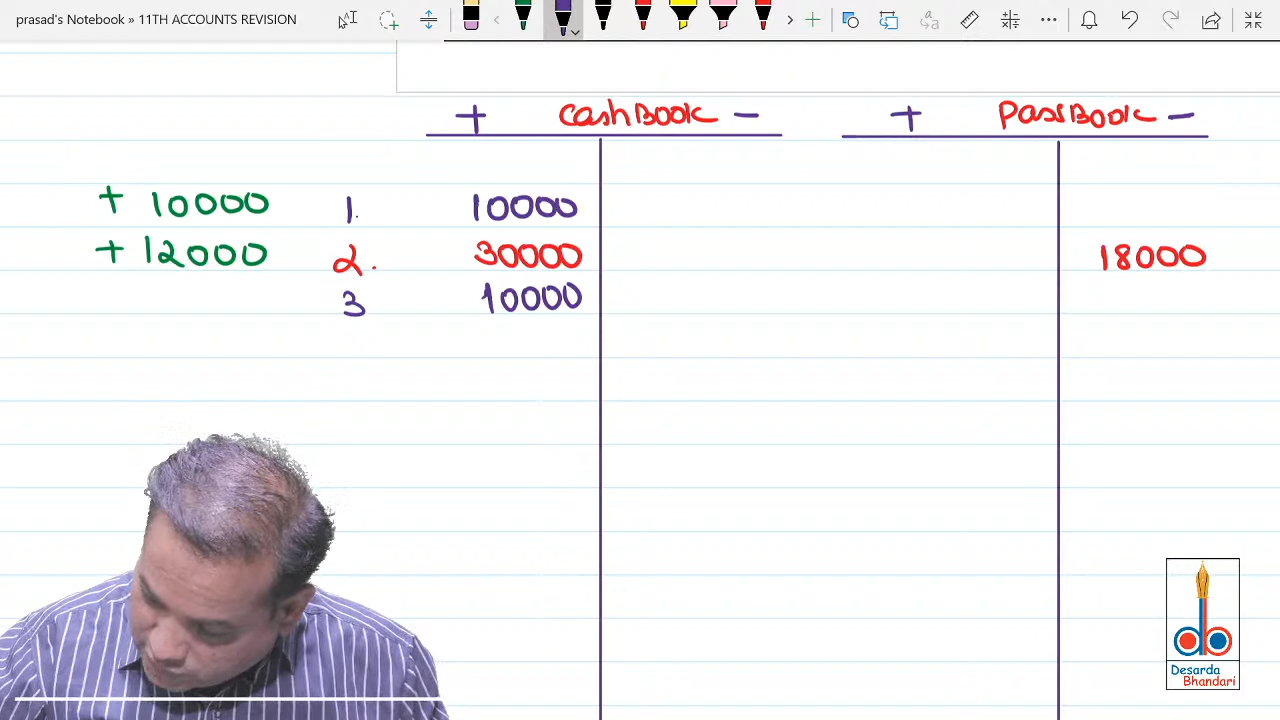 prasad's Notebook » 11TH ACCOUNTS REVISION
+ CashBook - + PassBook -
+ 10000 1. 10000
+ 12000 2. 30000 18000
3 10000
Desarda
Bhandari